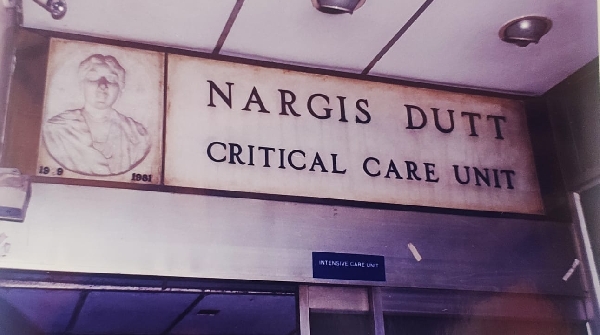 NARGIS DUTT
CRITICAL CARE UNIT
1981
INTENSIVE CARE UNIT